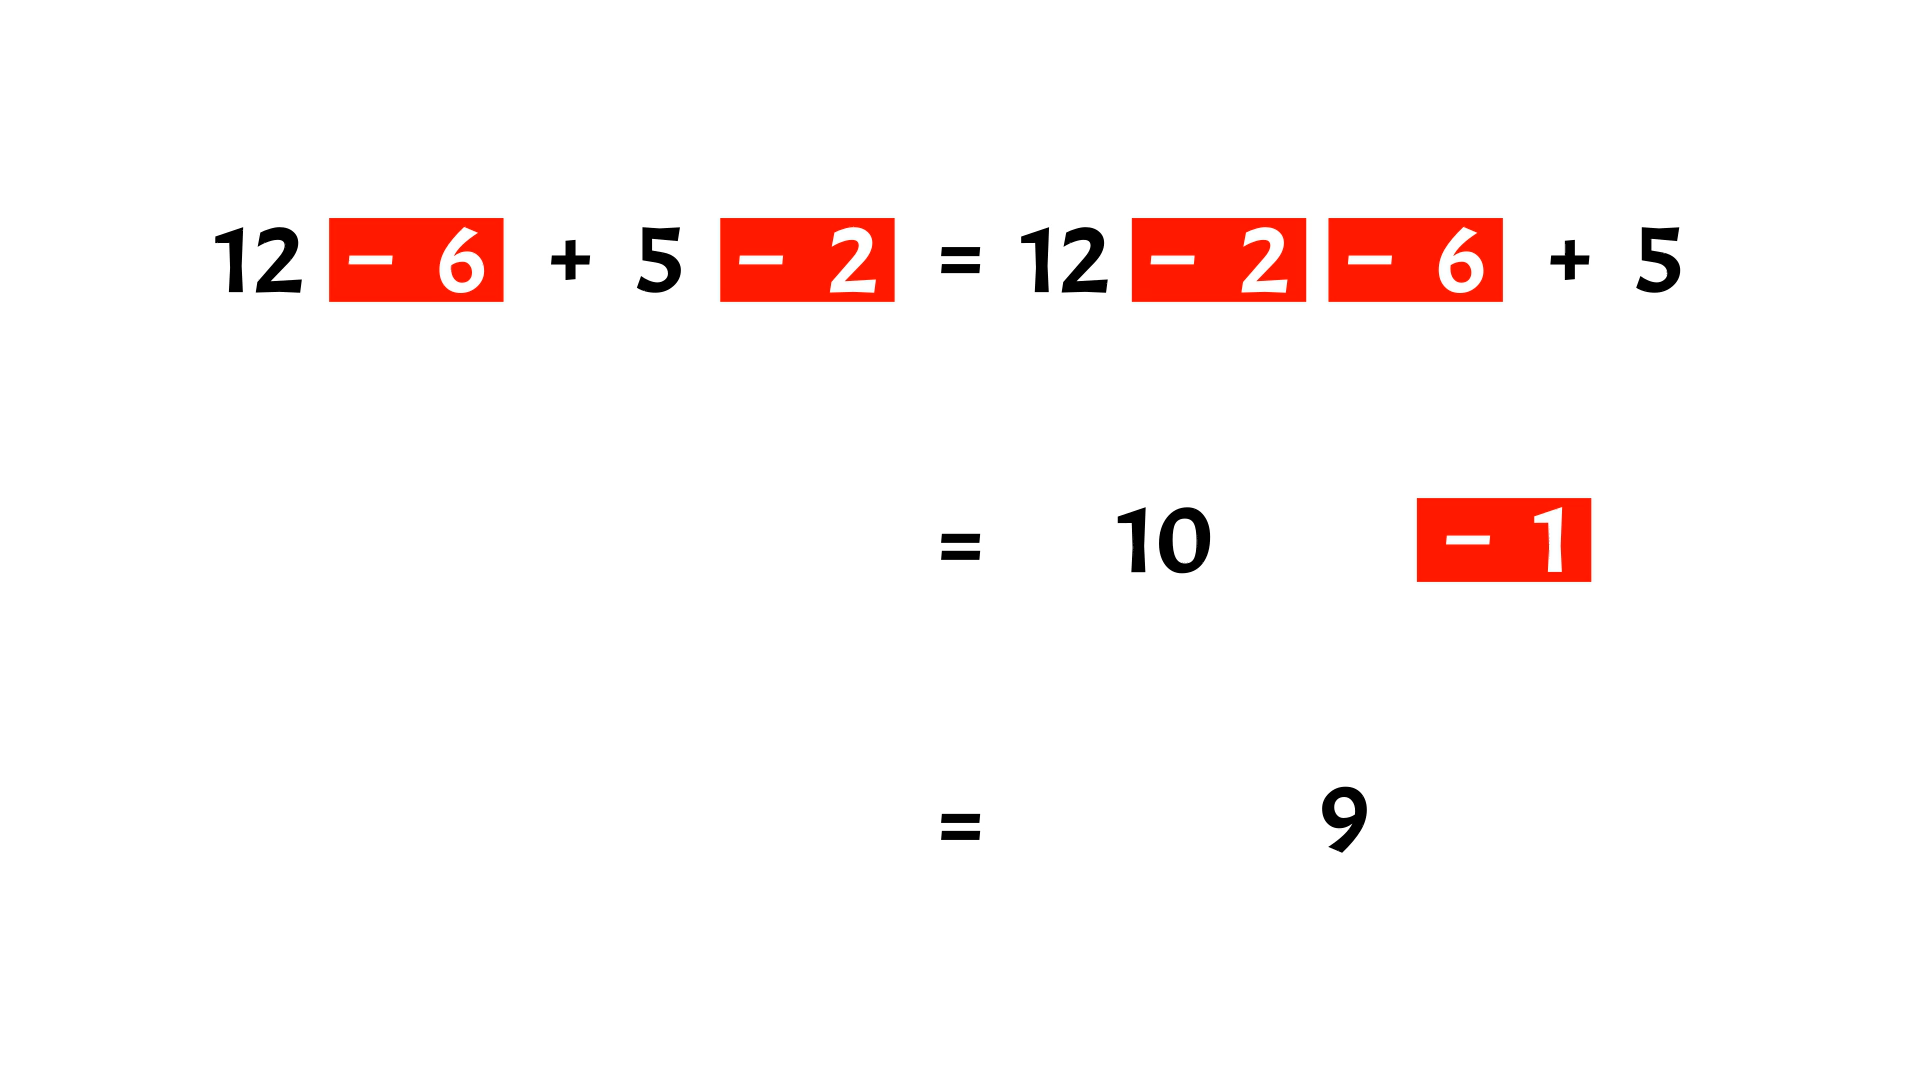 12 – 6 + 5 – 2 = 12 – 2 – 6 + 5
= 10 – 1
= 9